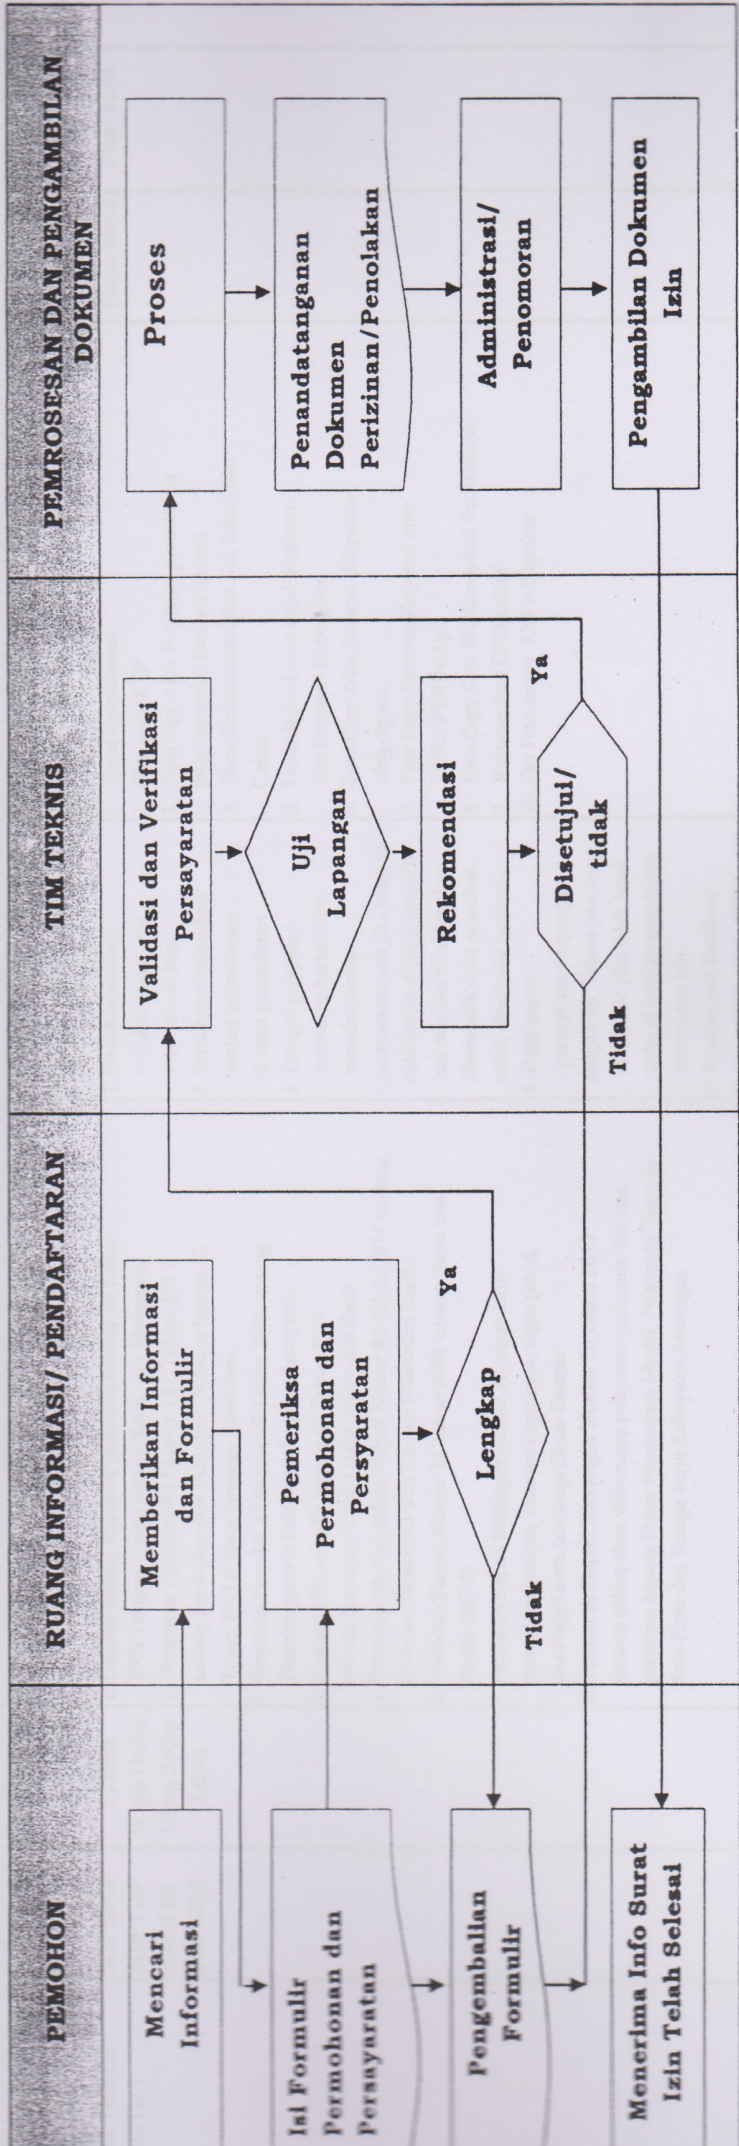 PEMOHON
RUANG INFORMASI/ PENDAFTARAN
TIM TEKNIS
PEMROSESAN DAN PENGAMBILAN
DOKUMEN
Mencari
Informasi
Isi Formulir
Permohonan dan
Persayaratan
Pengembalian
Formulir
Menerima Info Surat
Izin Telah Selesai
Memberikan Informasi
dan Formulir
Pemeriksa
Permohonan dan
Persyaratan
Lengkap
Ya
Tidak
Validasi dan Verifikasi
Persayaratan
Uji
Lapangan
Rekomendasi
Disetujui/
tidak
Ya
Tidak
Proses
Penandatanganan
Dokumen
Perizinan/Penolakan
Administrasi/
Penomoran
Pengambilan Dokumen
Izin